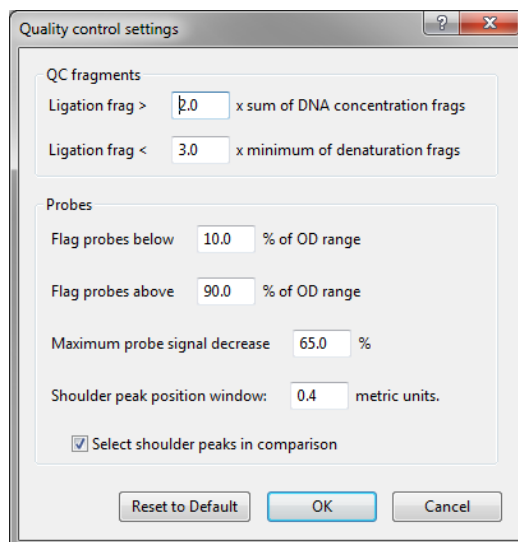 Quality control settings
?
QC fragments
Ligation frag > 2.0 x sum of DNA concentration frags
Ligation frag < 3.0 x minimum of denaturation frags
Probes
Flag probes below 10.0 % of OD range
Flag probes above 90.0 % of OD range
Maximum probe signal decrease 65.0 %
Shoulder peak position window: 0.4 metric units.
Select shoulder peaks in comparison
Reset to Default OK Cancel